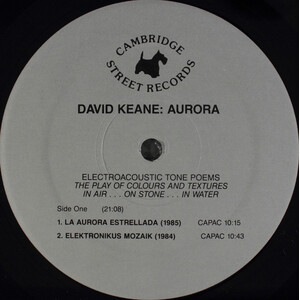 CAMBRIDGE
STREET RECORDS
DAVID KEANE: AURORA
ELECTROACOUSTIC TONE POEMS
THE PLAY OF COLOURS AND TEXTURES
IN AIR . . . ON STONE . . . IN WATER
Side One (21:08)
1. LA AURORA ESTRELLADA (1985) CAPAC 10:15
2. ELEKTRONIKUS MOZAIK (1984) CAPAC 10:43